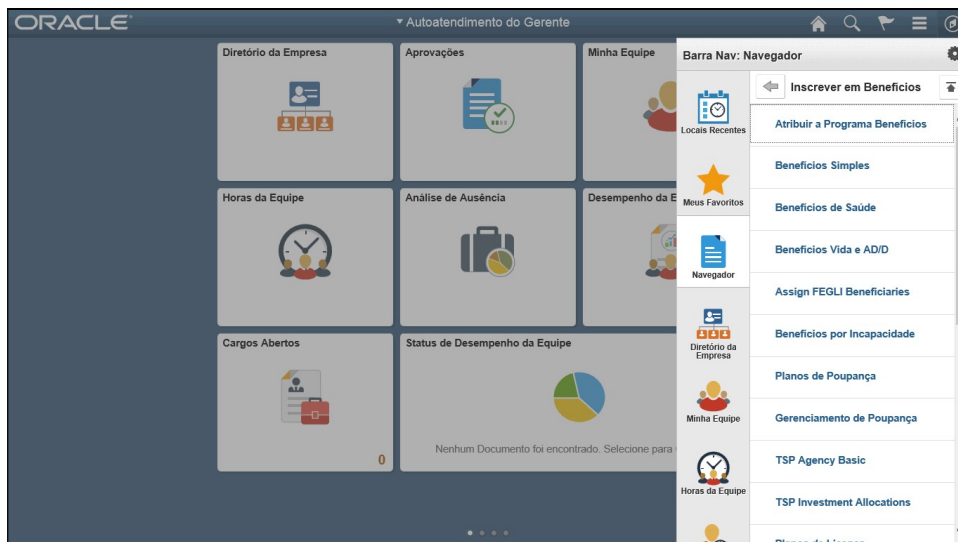 ORACLE
Autoatendimento do Gerente
Diretório da Empresa
Aprovações
Minha Equipe
Horas da Equipe
Análise de Ausência
Desempenho da E
Cargos Abertos
0
Status de Desempenho da Equipe
Nenhum Documento foi encontrado. Selecione para
Barra Nav: Navegador
Locais Recentes
Meus Favoritos
Navegador
Diretório da
Empresa
Minha Equipe
Horas da Equipe
Inscrever em Benefícios
Atribuir a Programa Benefícios
Benefícios Simples
Benefícios de Saúde
Benefícios Vida e AD/D
Assign FEGLI Beneficiaries
Benefícios por Incapacidade
Planos de Poupança
Gerenciamento de Poupança
TSP Agency Basic
TSP Investment Allocations